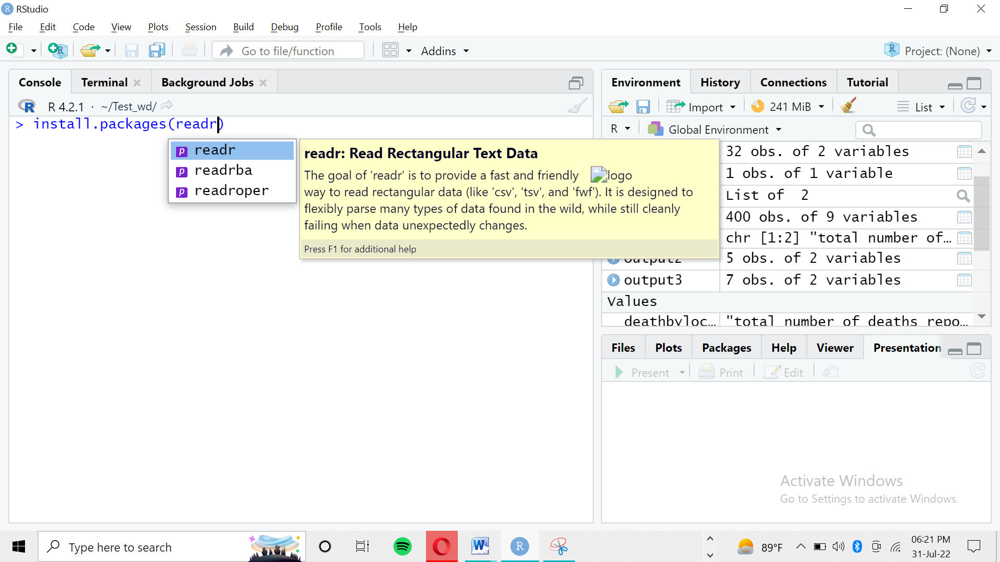 RStudio
File Edit Code View Plots Session Build Debug Profile Tools Help
Go to file/function Addins Project: (None)
Console Terminal Background Jobs
R 4.2.1 · ~/Test_wd/
> install.packages(readr)
readr
readrba
readroper
readr: Read Rectangular Text Data
The goal of 'readr' is to provide a fast and friendly logo
way to read rectangular data (like 'csv', 'tsv', and 'fwf'). It is designed to
flexibly parse many types of data found in the wild, while still cleanly
failing when data unexpectedly changes.
Press F1 for additional help
Environment History Connections Tutorial
Import 241 MiB List
R Global Environment
32 obs. of 2 variables
1 obs. of 1 variable
List of 2
400 obs. of 9 variables
chr [1:2] "total number of…
output2 5 obs. of 2 variables
output3 7 obs. of 2 variables
Values
deathbyloc… "total number of deaths repo…
Files Plots Packages Help Viewer Presentation
Present Print Edit
Activate Windows
Go to Settings to activate Windows.
Type here to search
89°F
06:21 PM
31-Jul-22